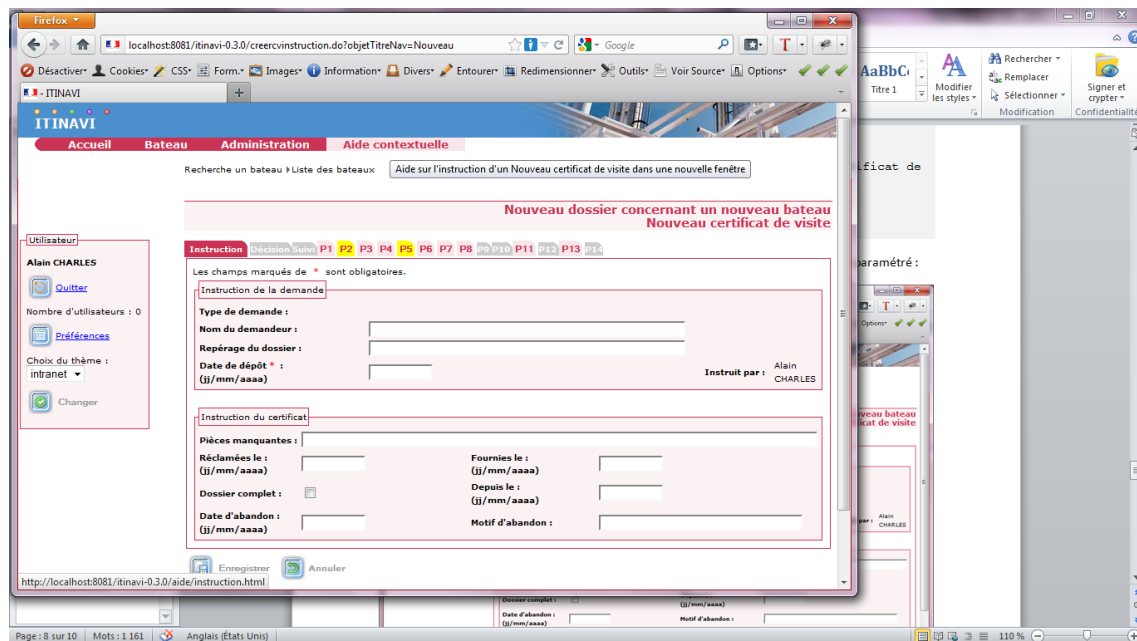 Firefox
localhost:8081/itinavi-0.3.0/creercvinstruction.do?objetTitreNav=Nouveau
Google
Désactiver Cookies CSS Form. Images Information Divers Entourer Redimensionner Outils Voir Source Options
- ITINAVI
ITINAVI
Accueil Bateau Administration Aide contextuelle
Recherche un bateau Liste des bateaux
Aide sur l'instruction d'un Nouveau certificat de visite dans une nouvelle fenêtre
Nouveau dossier concernant un nouveau bateau
Nouveau certificat de visite
Utilisateur
Alain CHARLES
Quitter
Nombre d'utilisateurs : 0
Préférences
Choix du thème :
intranet
Changer
Instruction Décision Suivi P1 P2 P3 P4 P5 P6 P7 P8 P9 P10 P11 P12 P13 P14
Les champs marqués de * sont obligatoires.
Instruction de la demande
Type de demande :
Nom du demandeur :
Repérage du dossier :
Date de dépôt * :
(jj/mm/aaaa)
Instruit par : Alain
CHARLES
Instruction du certificat
Pièces manquantes :
Réclamées le :
(jj/mm/aaaa)
Fournies le :
(jj/mm/aaaa)
Dossier complet :
Depuis le :
(jj/mm/aaaa)
Date d'abandon :
(jj/mm/aaaa)
Motif d'abandon :
Enregistrer Annuler
http://localhost:8081/itinavi-0.3.0/aide/instruction.html
AaBbC
Titre 1
Modifier
les styles
Rechercher
Remplacer
Sélectionner
Modification
Signer et
crypter
Confidentialité
ificat de
paramétré :
Options
veau bateau
icat de visite
par : Alain
CHARLES
Dossier complet :
(jj/mm/aaaa)
Date d'abandon :
(jj/mm/aaaa)
Motif d'abandon :
Page : 8 sur 10 Mots : 1 161 Anglais (États Unis) 110 %